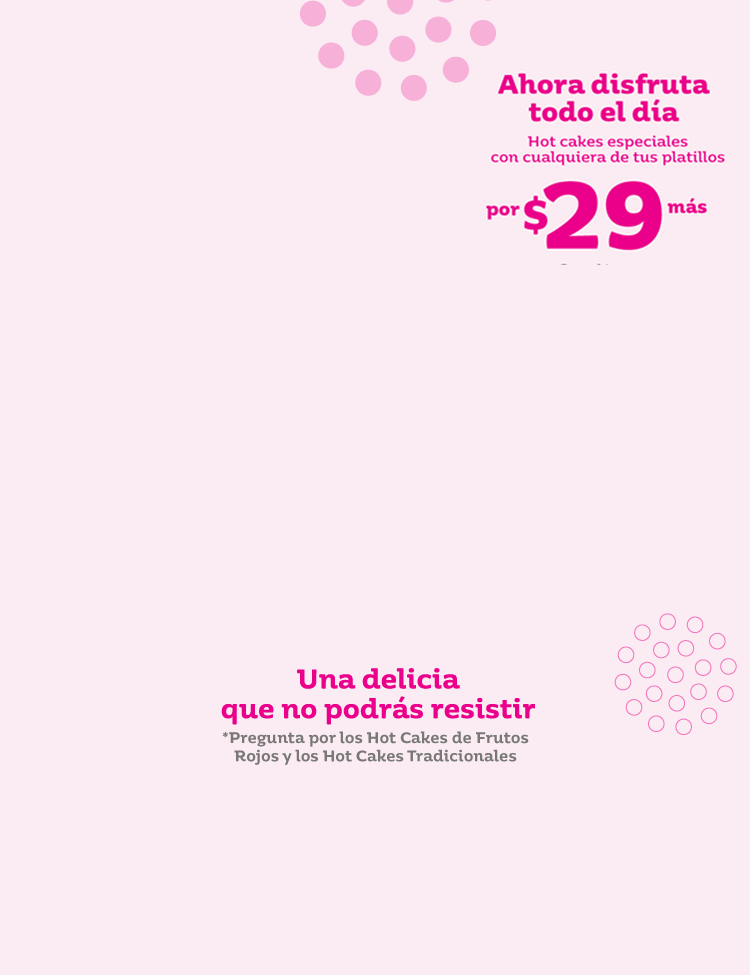 Ahora disfruta
todo el día
Hot cakes especiales
con cualquiera de tus platillos
por $29 más
Una delicia
que no podrás resistir
*Pregunta por los Hot Cakes de Frutos
Rojos y los Hot Cakes Tradicionales